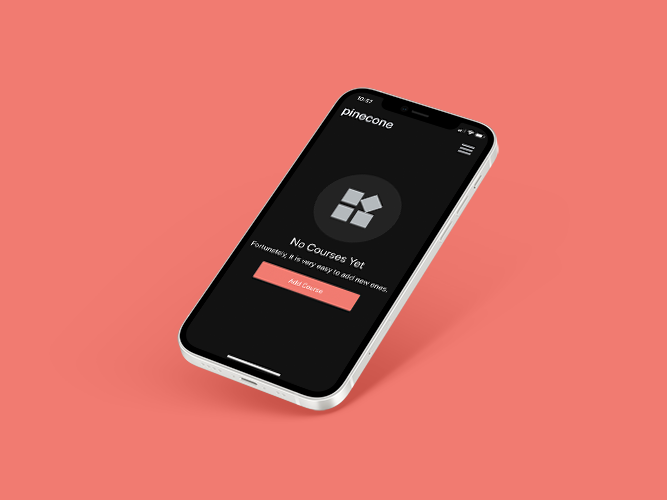 10:57
pinecone
No Courses Yet
Fortunately, it is very easy to add new ones.
Add Course